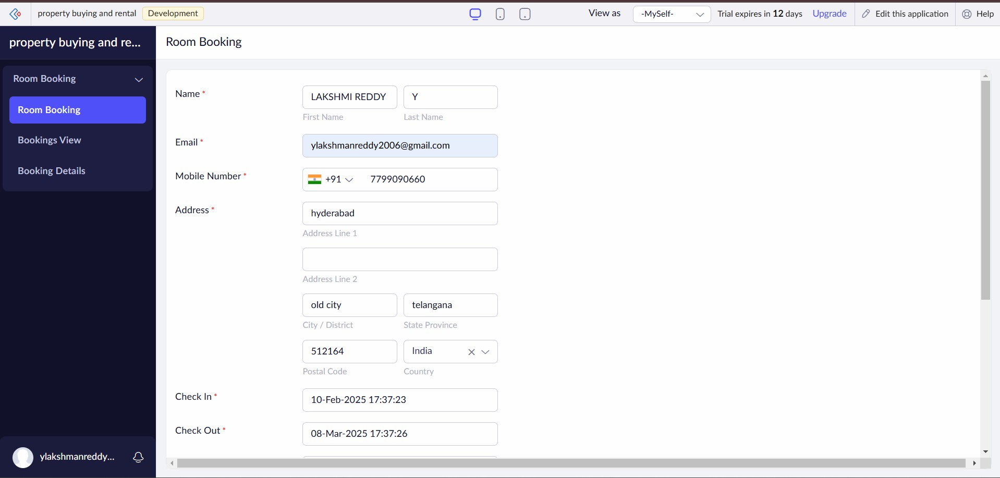 property buying and rental Development View as -MySelf- Trial expires in 12 days Upgrade Edit this application Help
property buying and re...
Room Booking
Room Booking
Bookings View
Booking Details
ylakshmanreddy...
Room Booking
Name * LAKSHMI REDDY Y
First Name Last Name
Email * ylakshmanreddy2006@gmail.com
Mobile Number * +91 7799090660
Address * hyderabad
Address Line 1
Address Line 2
old city telangana
City / District State Province
512164 India
Postal Code Country
Check In * 10-Feb-2025 17:37:23
Check Out * 08-Mar-2025 17:37:26